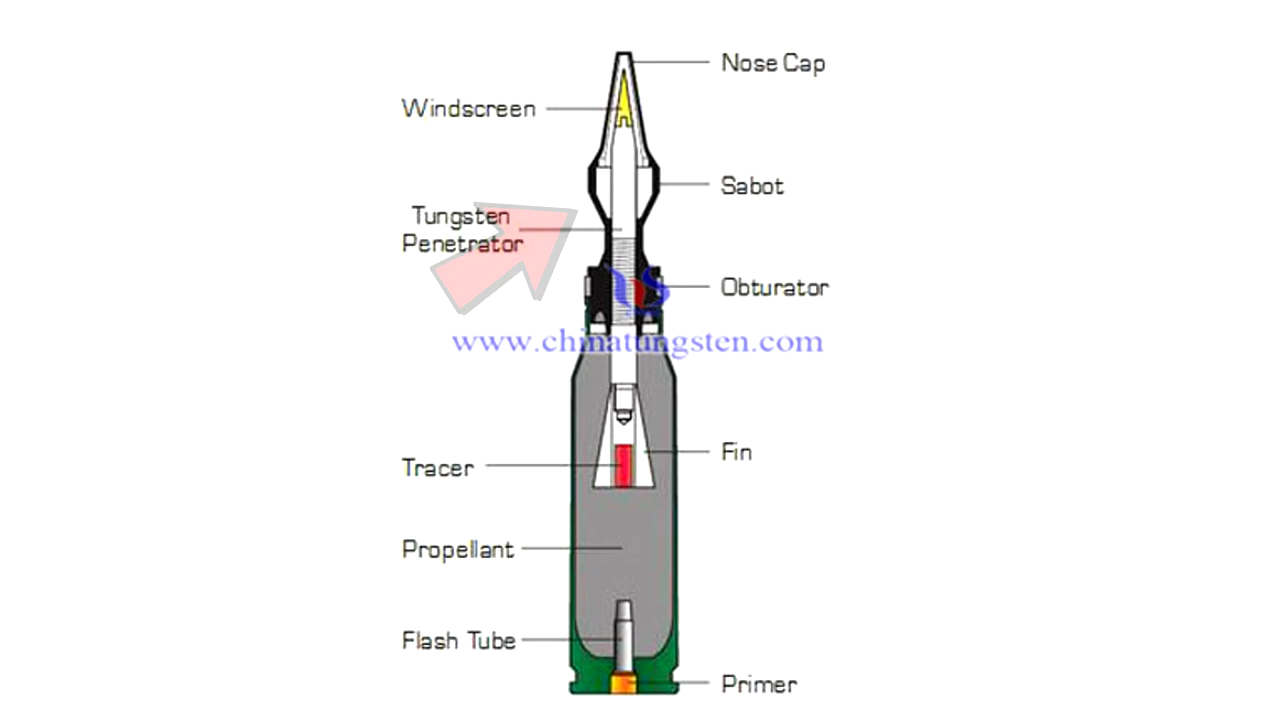 Nose Cap
Windscreen
Sabot
Tungsten
Penetrator
Obturator
www.chinatungsten.com
Fin
Tracer
Propellant
Flash Tube
Primer